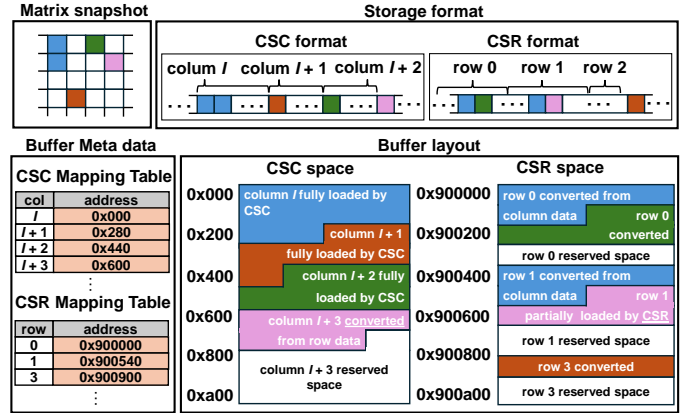 Matrix snapshot
Storage format
CSC format
CSR format
colum l
colum l + 1
colum l + 2
row 0
row 1
row 2
· · ·
· · ·
· · ·
· · ·
· · ·
· · ·
· · ·
Buffer Meta data
CSC Mapping Table
col address
l 0x000
l + 1 0x280
l + 2 0x440
l + 3 0x600
⋮
CSR Mapping Table
row address
0 0x900000
1 0x900540
3 0x900900
⋮
Buffer layout
CSC space
0x000
0x200
0x400
0x600
0x800
0xa00
column l fully loaded by
CSC
column l + 1
fully loaded by CSC
column l + 2 fully
loaded by CSC
column l + 3 converted
from row data
column l + 3 reserved
space
CSR space
0x900000
0x900200
0x900400
0x900600
0x900800
0x900a00
row 0 converted from
column data
row 0
converted
row 0 reserved space
row 1 converted from
column data
row 1
partially loaded by CSR
row 1 reserved space
row 3 converted
row 3 reserved space